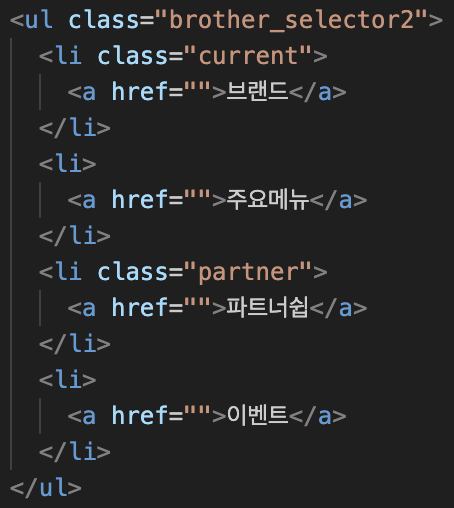 <ul class="brother_selector2">
<li class="current">
<a href="">브랜드</a>
</li>
<li>
<a href="">주요메뉴</a>
</li>
<li class="partner">
<a href="">파트너쉽</a>
</li>
<li>
<a href="">이벤트</a>
</li>
</ul>